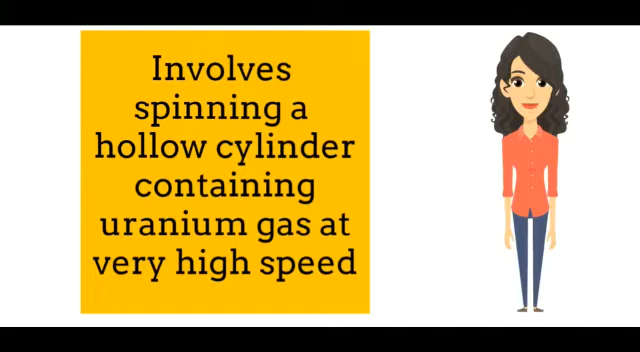 Involves
spinning a
hollow cylinder
containing
uranium gas at
very high speed